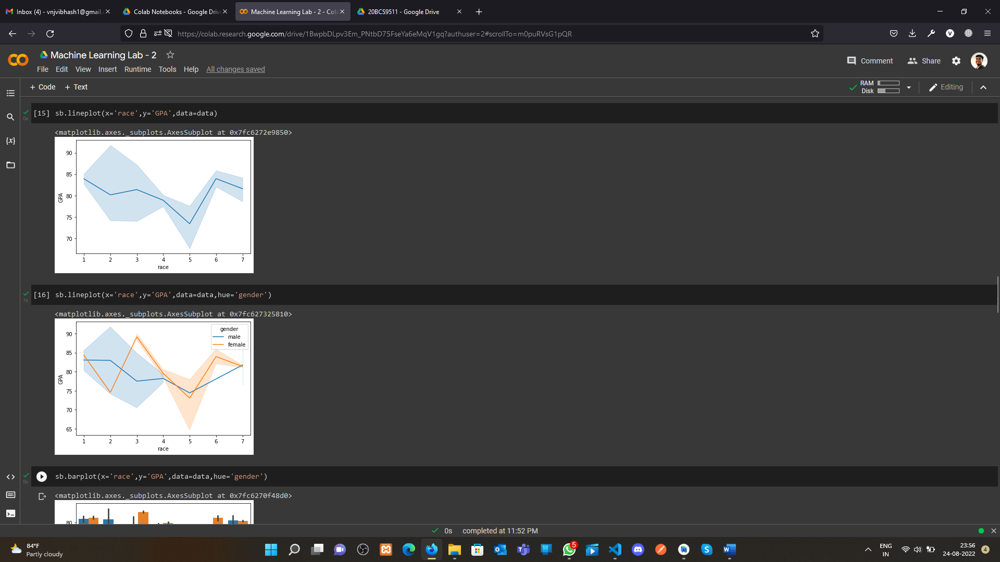 Inbox (4) - vnjvibhash1@gmail.
Colab Notebooks - Google Driv
Machine Learning Lab - 2 - Cola
20BCS9511 - Google Drive
https://colab.research.google.com/drive/1BwpbDLpv3Em_PNtbD75FseYa6eMqV1gq?authuser=2#scrollTo=m0puRVsG1pQR
Machine Learning Lab - 2
Comment
Share
File Edit View Insert Runtime Tools Help All changes saved
+ Code + Text
RAM
Disk
Editing
{x}
0s
[15] sb.lineplot(x='race',y='GPA',data=data)
<matplotlib.axes._subplots.AxesSubplot at 0x7fc6272e9850>
90
85
80
75
70
GPA
1 2 3 4 5 6 7
race
1s
[16] sb.lineplot(x='race',y='GPA',data=data,hue='gender')
<matplotlib.axes._subplots.AxesSubplot at 0x7fc627325810>
gender
male
female
90
85
80
75
70
65
GPA
1 2 3 4 5 6 7
race
0s
sb.barplot(x='race',y='GPA',data=data,hue='gender')
<matplotlib.axes._subplots.AxesSubplot at 0x7fc6270f48d0>
80
0s completed at 11:52 PM
84°F
Partly cloudy
5
ENG
IN
23:56
24-08-2022
4